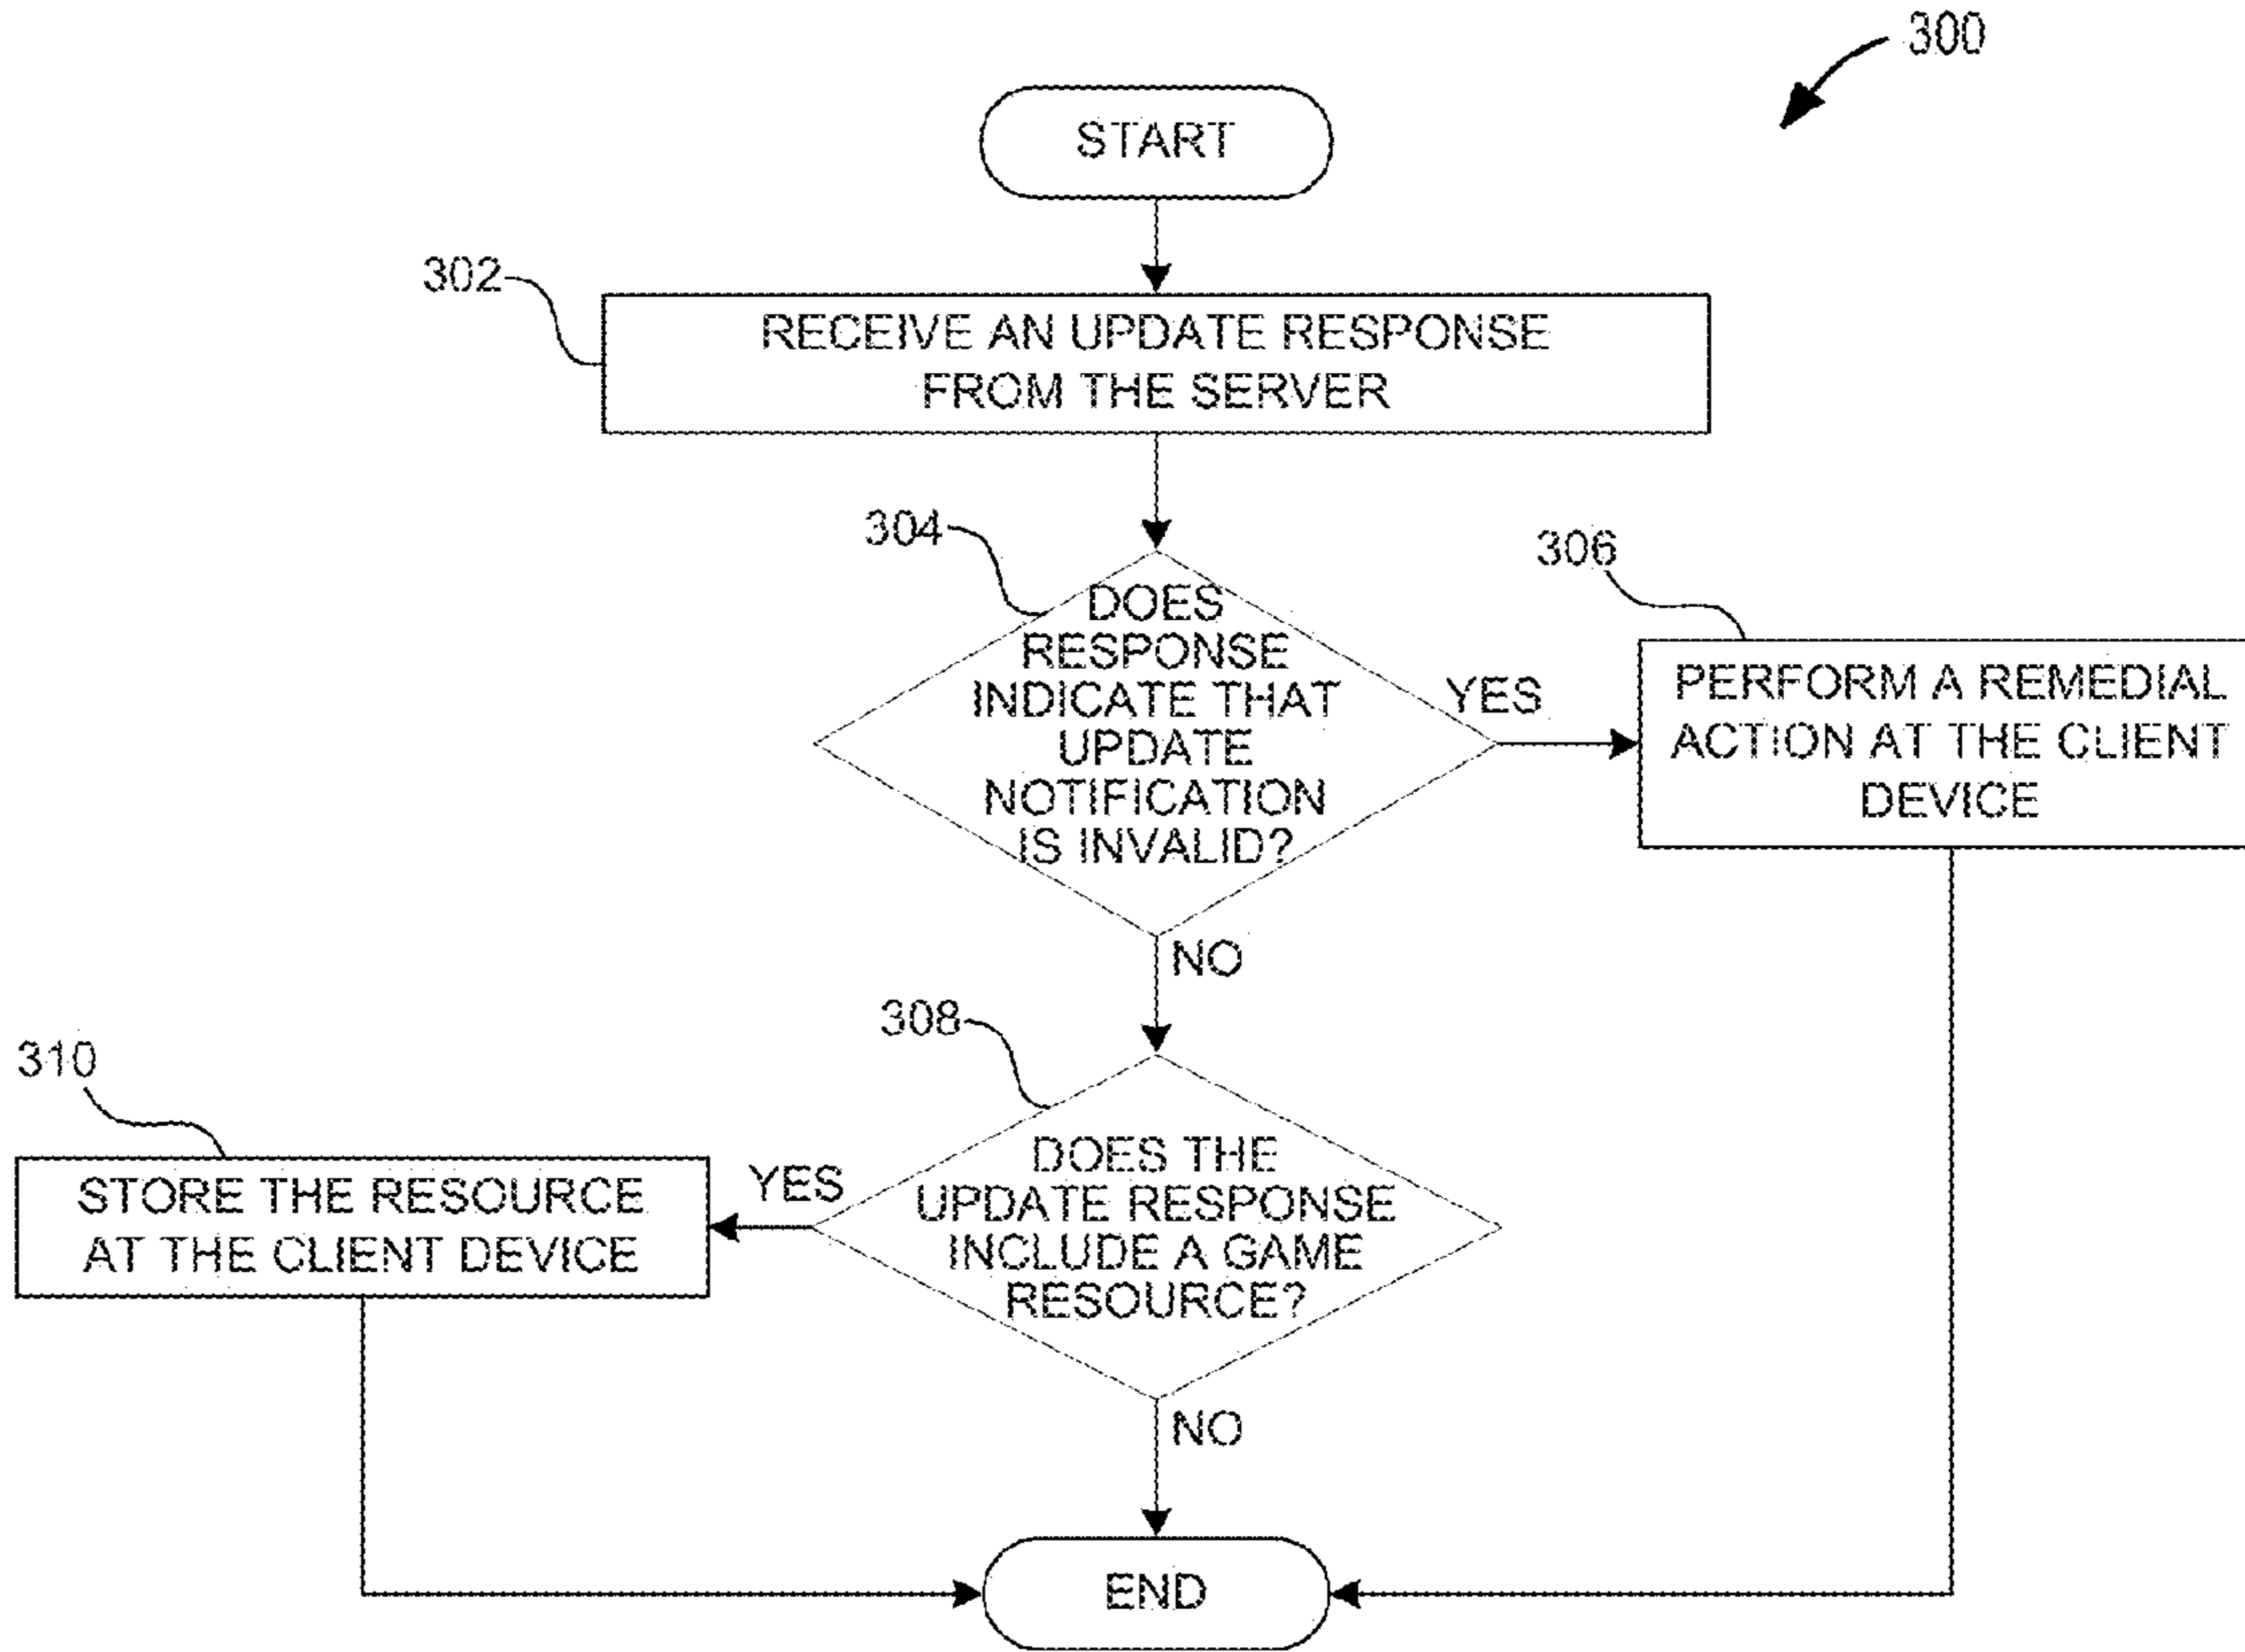 300
START
302
RECEIVE AN UPDATE RESPONSE
FROM THE SERVER
304
DOES
RESPONSE
INDICATE THAT
UPDATE
NOTIFICATION
IS INVALID?
YES
306
PERFORM A REMEDIAL
ACTION AT THE CLIENT
DEVICE
NO
308
DOES THE
UPDATE RESPONSE
INCLUDE A GAME
RESOURCE?
YES
310
STORE THE RESOURCE
AT THE CLIENT DEVICE
NO
END